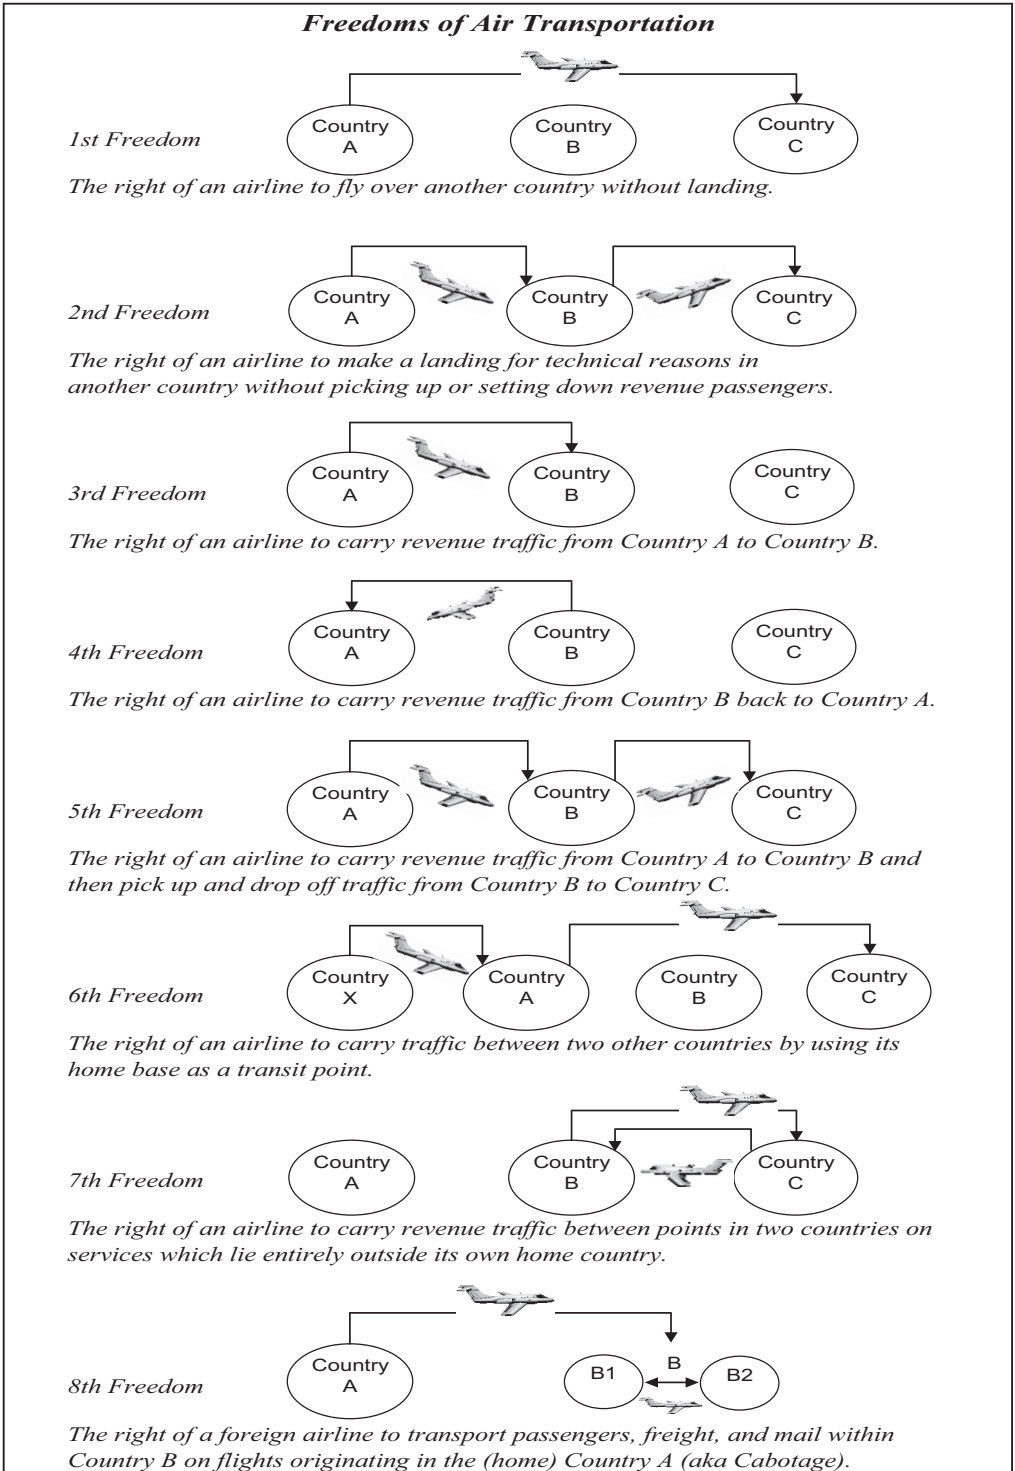 Freedoms of Air Transportation
Country
A
Country
B
Country
C
1st Freedom
The right of an airline to fly over another country without landing.
Country
A
Country
B
Country
C
2nd Freedom
The right of an airline to make a landing for technical reasons in
another country without picking up or setting down revenue passengers.
Country
A
Country
B
Country
C
3rd Freedom
The right of an airline to carry revenue traffic from Country A to Country B.
Country
A
Country
B
Country
C
4th Freedom
The right of an airline to carry revenue traffic from Country B back to Country A.
Country
A
Country
B
Country
C
5th Freedom
The right of an airline to carry revenue traffic from Country A to Country B and
then pick up and drop off traffic from Country B to Country C.
Country
X
Country
A
Country
B
Country
C
6th Freedom
The right of an airline to carry traffic between two other countries by using its
home base as a transit point.
Country
A
Country
B
Country
C
7th Freedom
The right of an airline to carry revenue traffic between points in two countries on
services which lie entirely outside its own home country.
Country
A
B1
B
B2
8th Freedom
The right of a foreign airline to transport passengers, freight, and mail within
Country B on flights originating in the (home) Country A (aka Cabotage).